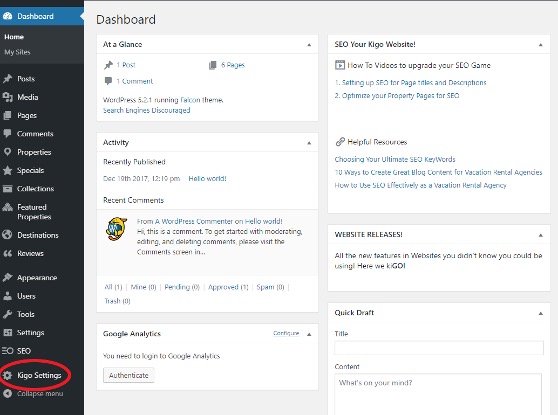 Dashboard
Home
My Sites
Posts
Media
Pages
Comments
Properties
Specials
Collections
Featured
Properties
Destinations
Reviews
Appearance
Users
Tools
Settings
SEO
Kigo Settings
Collapse menu
Dashboard
At a Glance
1 Post
6 Pages
1 Comment
WordPress 5.2.1 running Falcon theme.
Search Engines Discouraged
Activity
Recently Published
Dec 19th 2017, 12:19 pm Hello world!
Recent Comments
From A WordPress Commenter on Hello world!
Hi, this is a comment. To get started with moderating,
editing, and deleting comments, please visit the
Comments screen in...
All (1) | Mine (0) | Pending (0) | Approved (1) | Spam (0) |
Trash (0)
Google Analytics
Configure
You need to login to Google Analytics
Authenticate
SEO Your Kigo Website!
How To Videos to upgrade your SEO Game
1. Setting up SEO for Page titles and Descriptions
2. Optimize your Property Pages for SEO
Helpful Resources
Choosing Your Ultimate SEO KeyWords
10 Ways to Create Great Blog Content for Vacation Rental Agencies
How to Use SEO Effectively as a Vacation Rental Agency
WEBSITE RELEASES!
All the new features in Websites you didn't know you could be
using! Here we kiGO!
Quick Draft
Title
Content
What's on your mind?